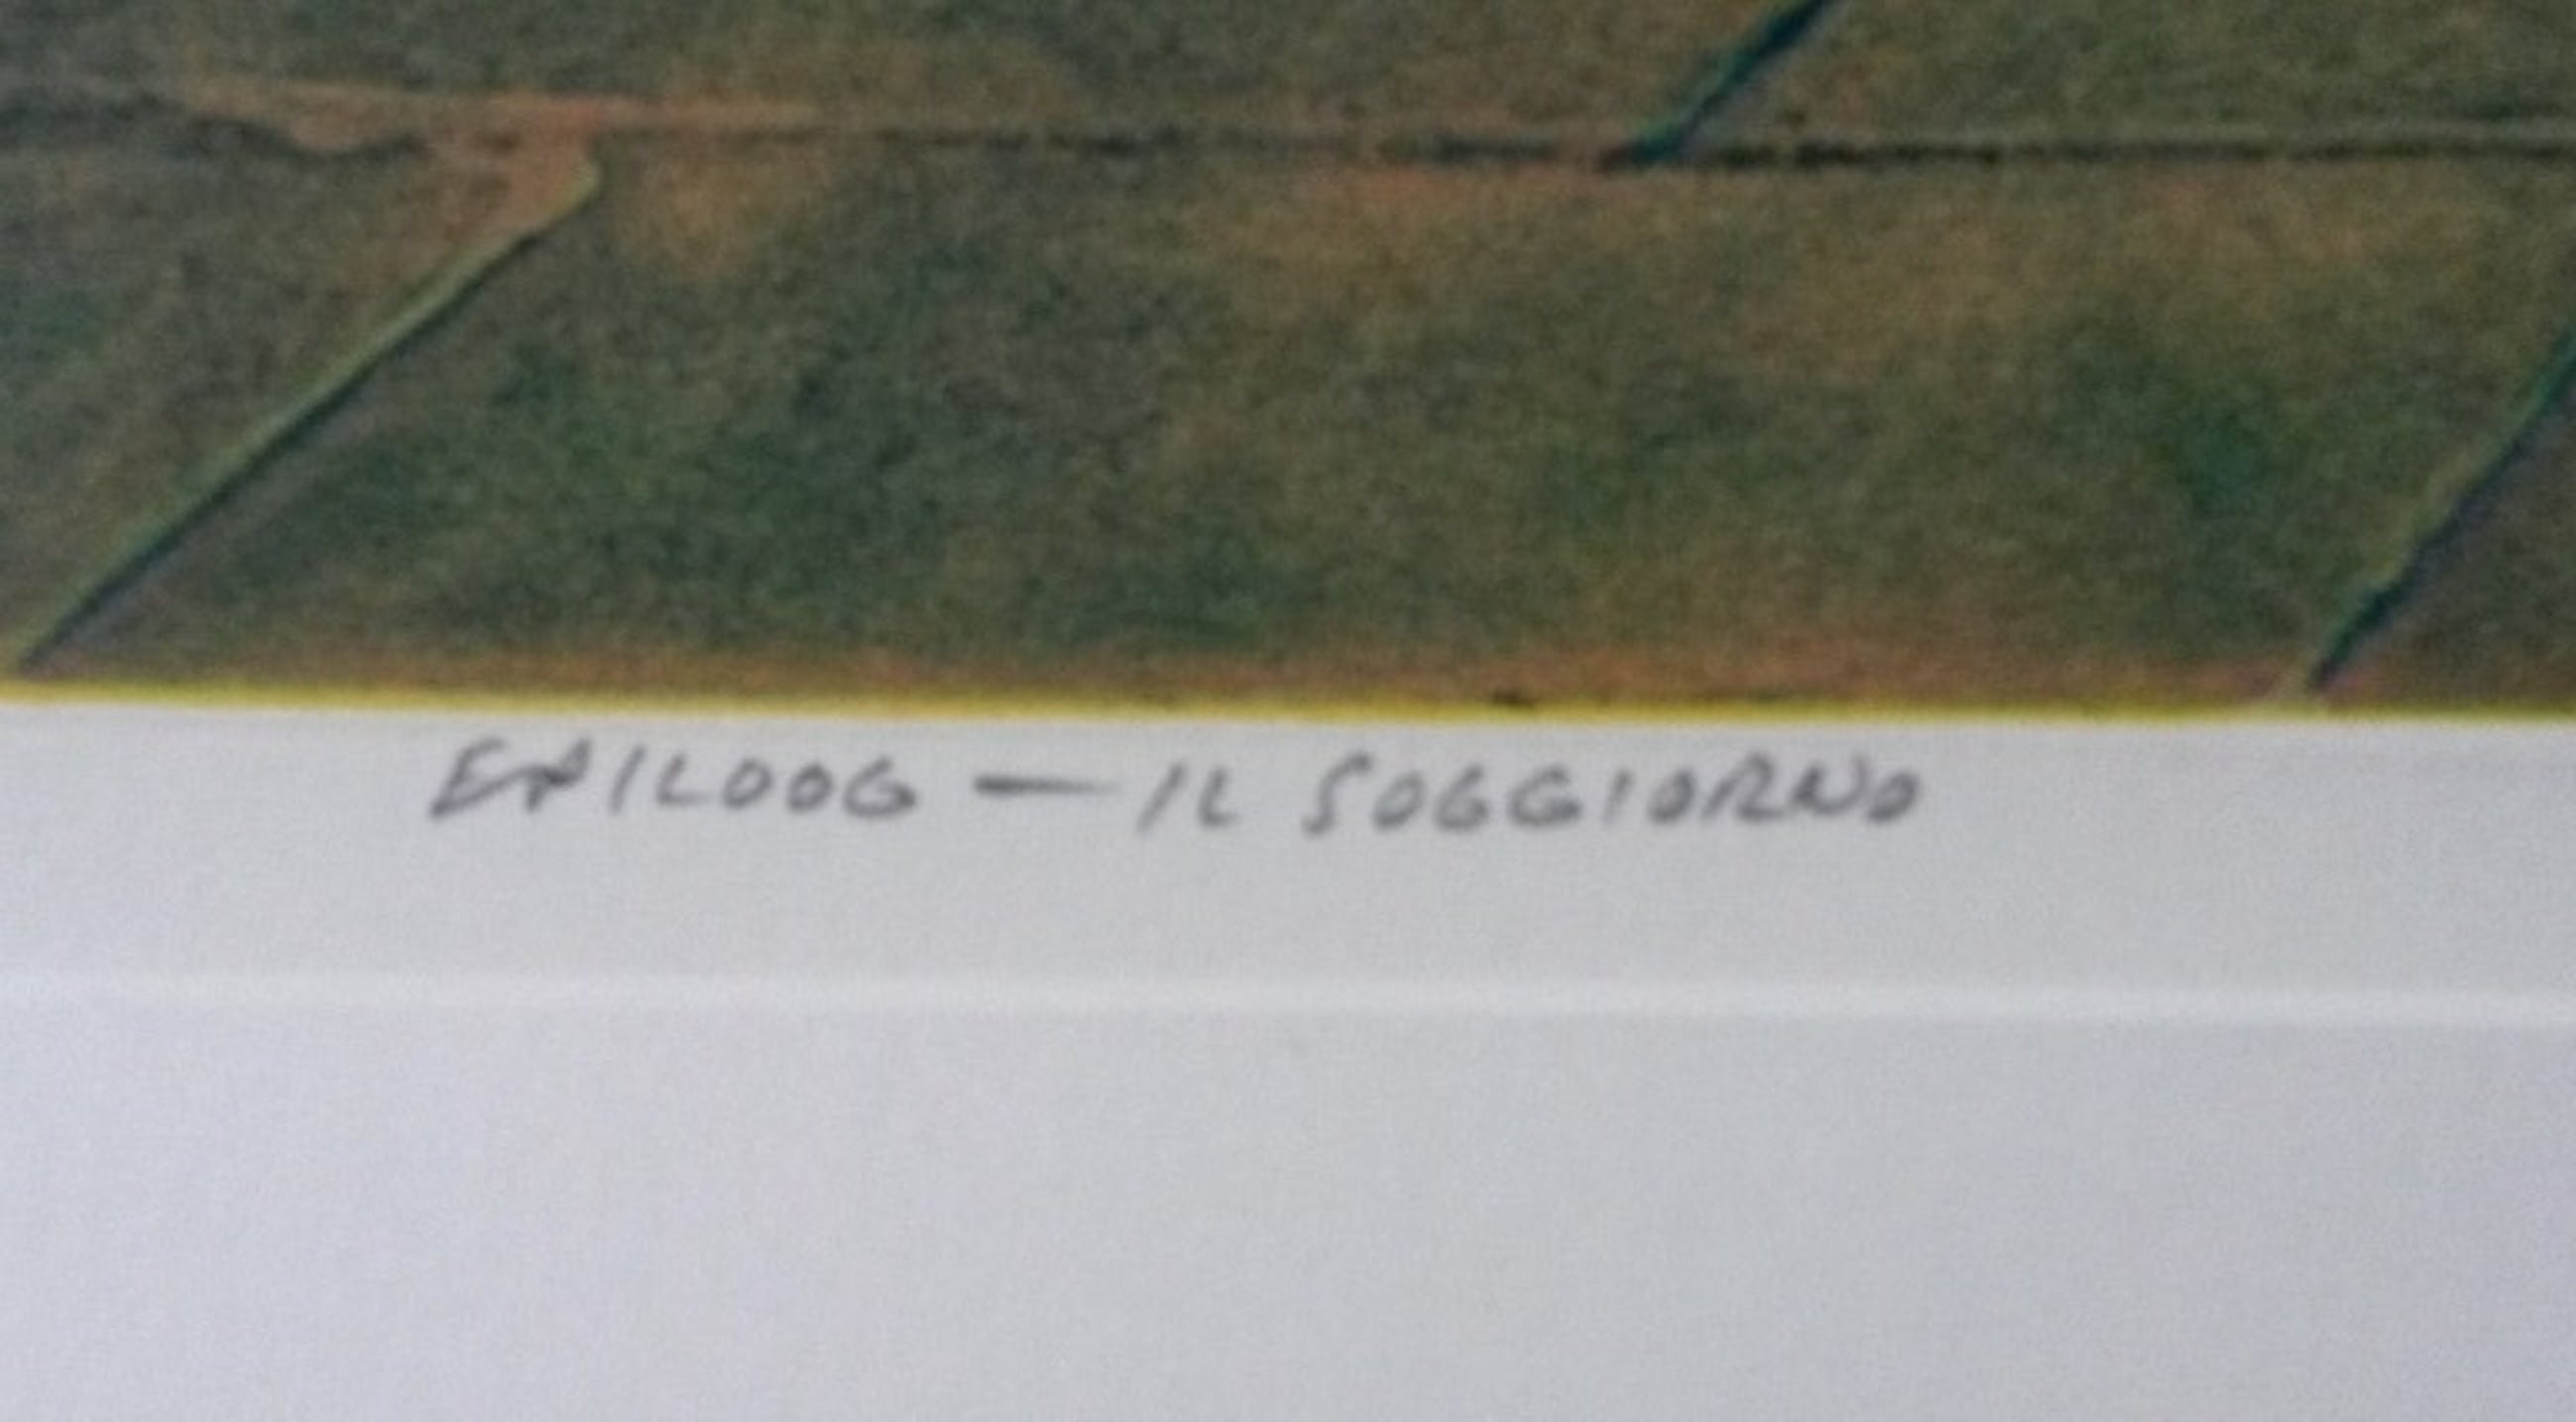 EPILOOG — IL SOGGIORNO